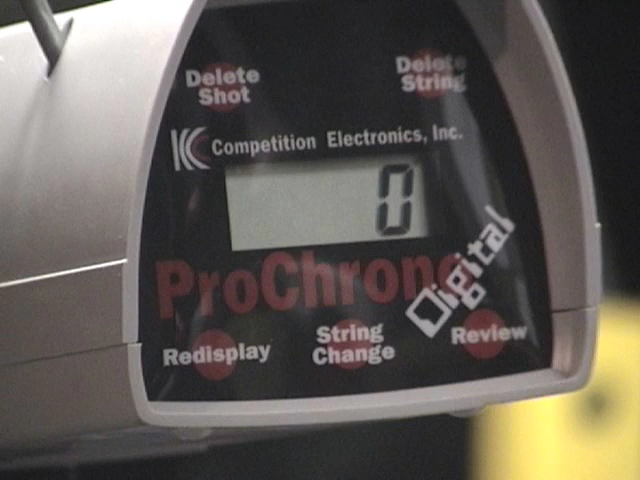 Delete
Shot
Delete
String
Competition Electronics, Inc.
0
ProChrono
Digital
Redisplay
String
Change
Review